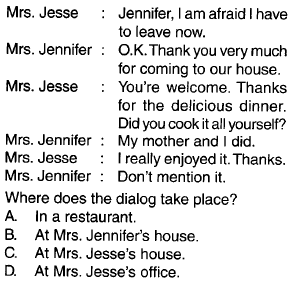 Mrs. Jesse : Jennifer, I am afraid I have
to leave now.
Mrs. Jennifer : O.K. Thank you very much
for coming to our house.
Mrs. Jesse : You're welcome. Thanks
for the delicious dinner.
Did you cook it all yourself?
Mrs. Jennifer : My mother and I did.
Mrs. Jesse : I really enjoyed it. Thanks.
Mrs. Jennifer : Don't mention it.
Where does the dialog take place?
A. In a restaurant.
B. At Mrs. Jennifer's house.
C. At Mrs. Jesse's house.
D. At Mrs. Jesse's office.